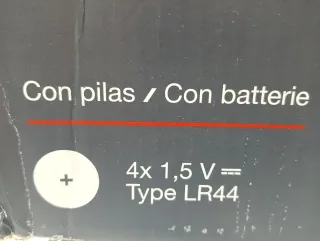 Con pilas / Con batterie
4x 1,5 V ⎓
Type LR44